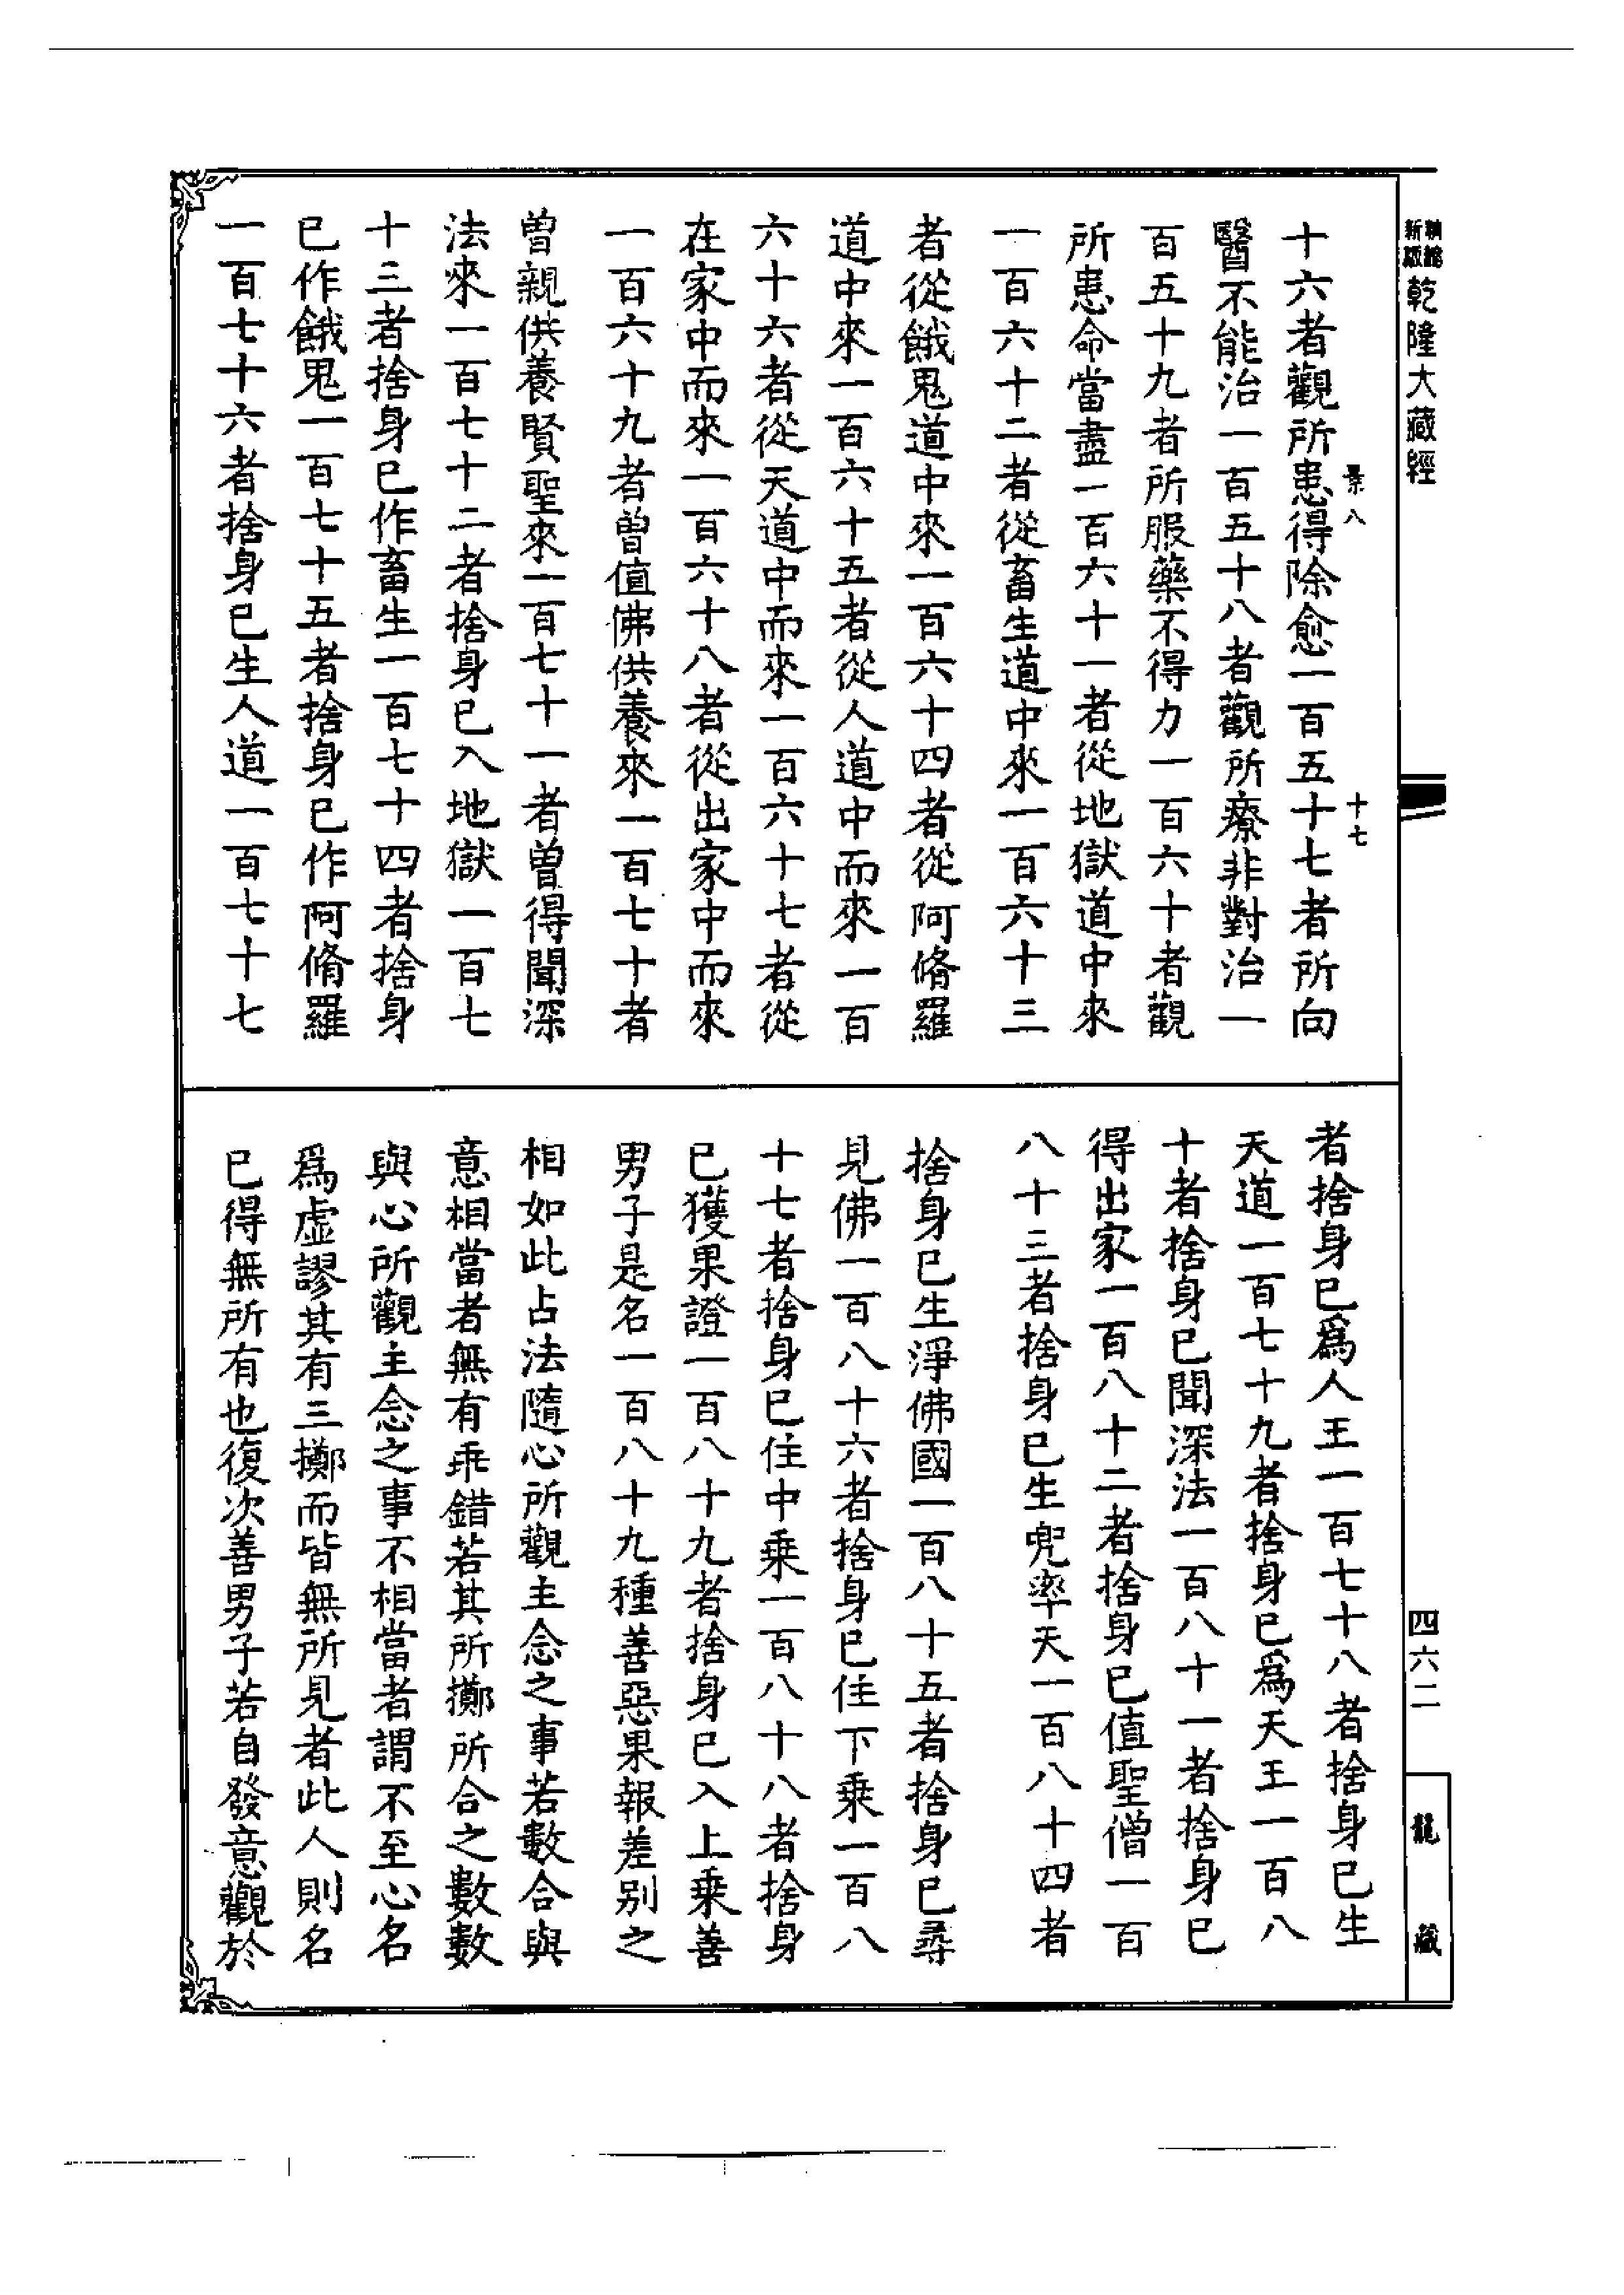 精縮新版乾隆大藏經
景八 十七
十六者觀所患得除愈一百五十七者所向
醫不能治一百五十八者觀所療非對治一
百五十九者所服藥不得力一百六十者觀
所患命當盡一百六十一者從地獄道中來
一百六十二者從畜生道中來一百六十三
者從餓鬼道中來一百六十四者從阿脩羅
道中來一百六十五者從人道中而來一百
六十六者從天道中而來一百六十七者從
在家中而來一百六十八者從出家中而來
一百六十九者曾值佛供養來一百七十者
曾親供養賢聖來一百七十一者曾得聞深
法來一百七十二者捨身已入地獄一百七
十三者捨身已作畜生一百七十四者捨身
已作餓鬼一百七十五者捨身已作阿脩羅
一百七十六者捨身已生人道一百七十七
者捨身已爲人王一百七十八者捨身已生
天道一百七十九者捨身已爲天王一百八
十者捨身已聞深法一百八十一者捨身已
得出家一百八十二者捨身已值聖僧一百
八十三者捨身已生兜率天一百八十四者
捨身已生淨佛國一百八十五者捨身已尋
見佛一百八十六者捨身已住下乘一百八
十七者捨身已住中乘一百八十八者捨身
已獲果證一百八十九者捨身已入上乘善
男子是名一百八十九種善惡果報差別之
相如此占法隨心所觀主念之事若數合與
意相當者無有乖錯若其所擲所合之數數
與心所觀主念之事不相當者謂不至心名
爲虛謬其有三擲而皆無所見者此人則名
已得無所有也復次善男子若自發意觀於
四六二
龍藏